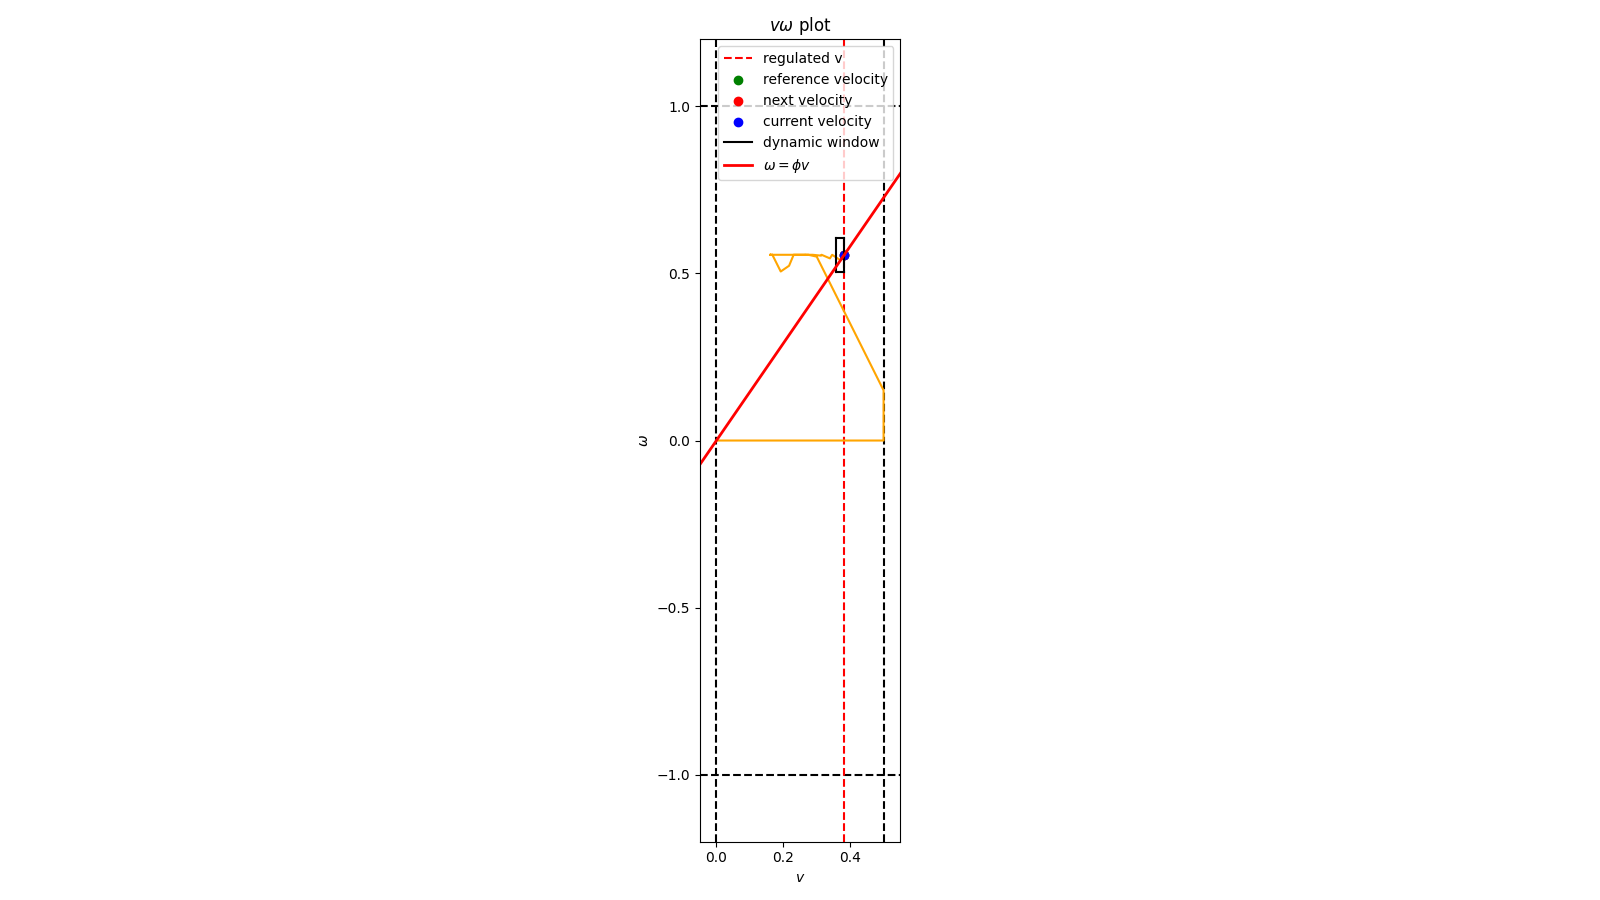 vω plot
regulated v
reference velocity
next velocity
current velocity
dynamic window
ω = ϕv
1.0
0.5
0.0
−0.5
−1.0
ω
0.0 0.2 0.4
v